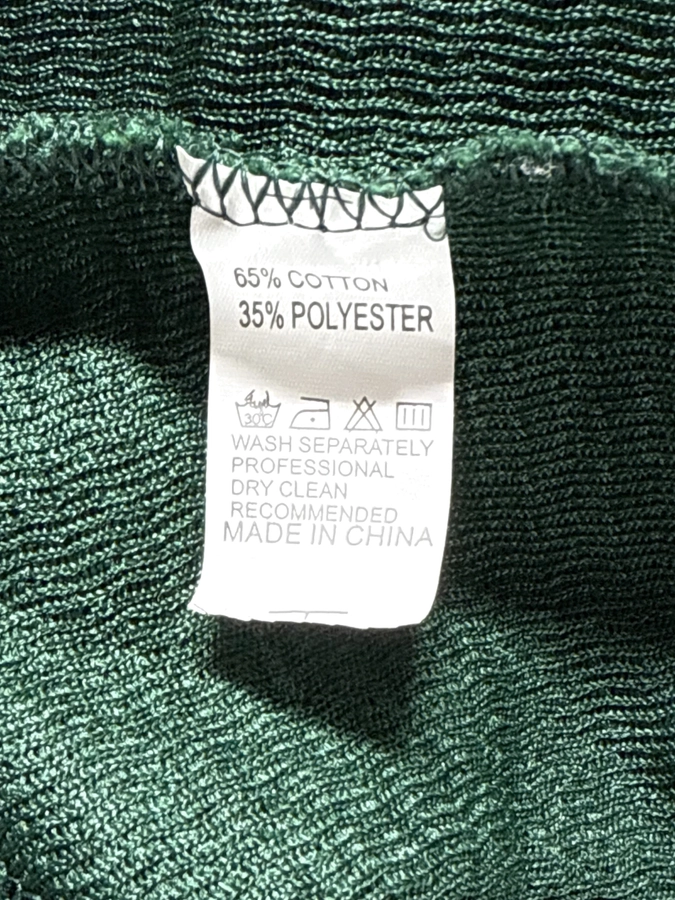 65% COTTON
35% POLYESTER
30°C
WASH SEPARATELY
PROFESSIONAL
DRY CLEAN
RECOMMENDED
MADE IN CHINA